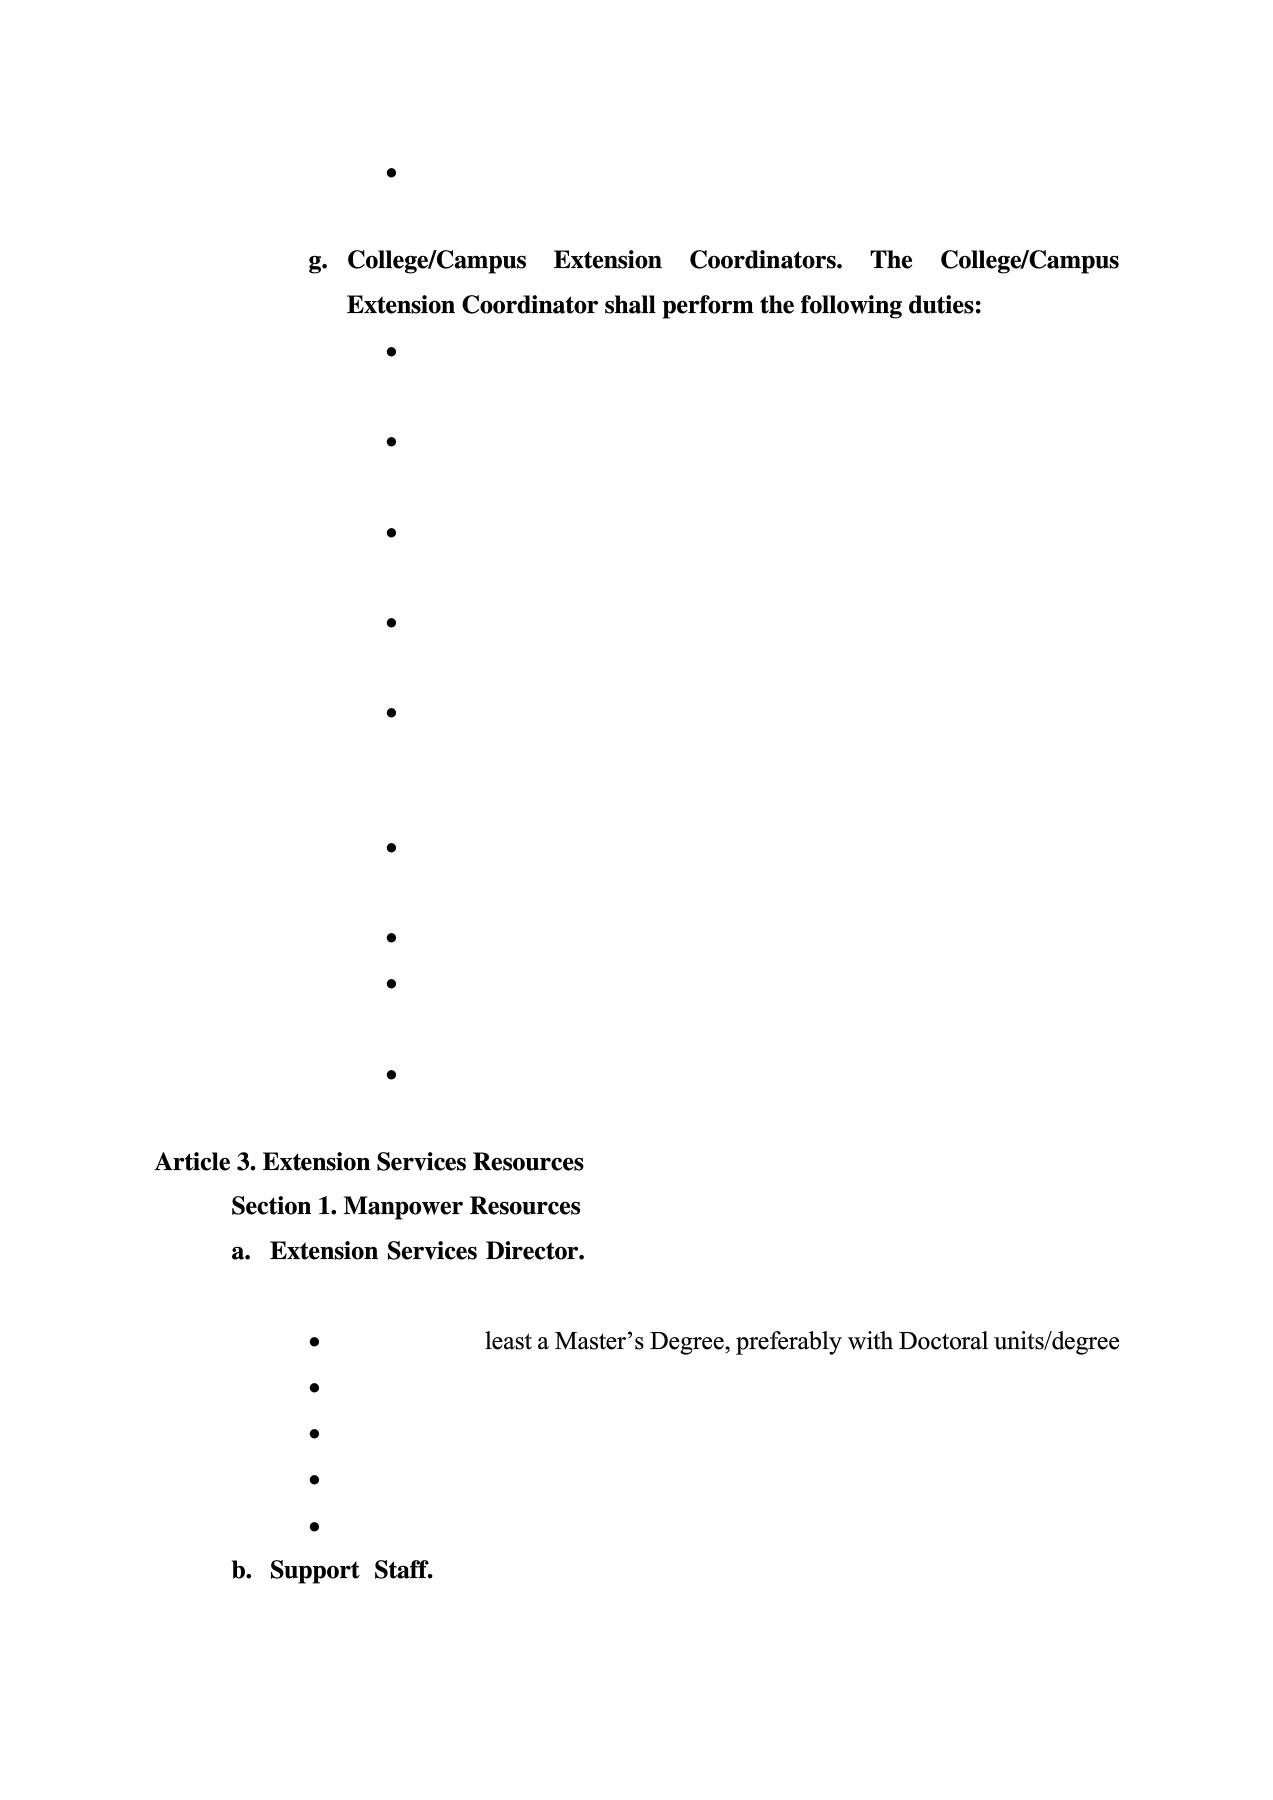 •
g. College/Campus Extension Coordinators. The College/Campus
Extension Coordinator shall perform the following duties:
•
•
•
•
•
•
•
•
•
Article 3. Extension Services Resources
Section 1. Manpower Resources
a. Extension Services Director.
• least a Master’s Degree, preferably with Doctoral units/degree
•
•
•
•
b. Support Staff.